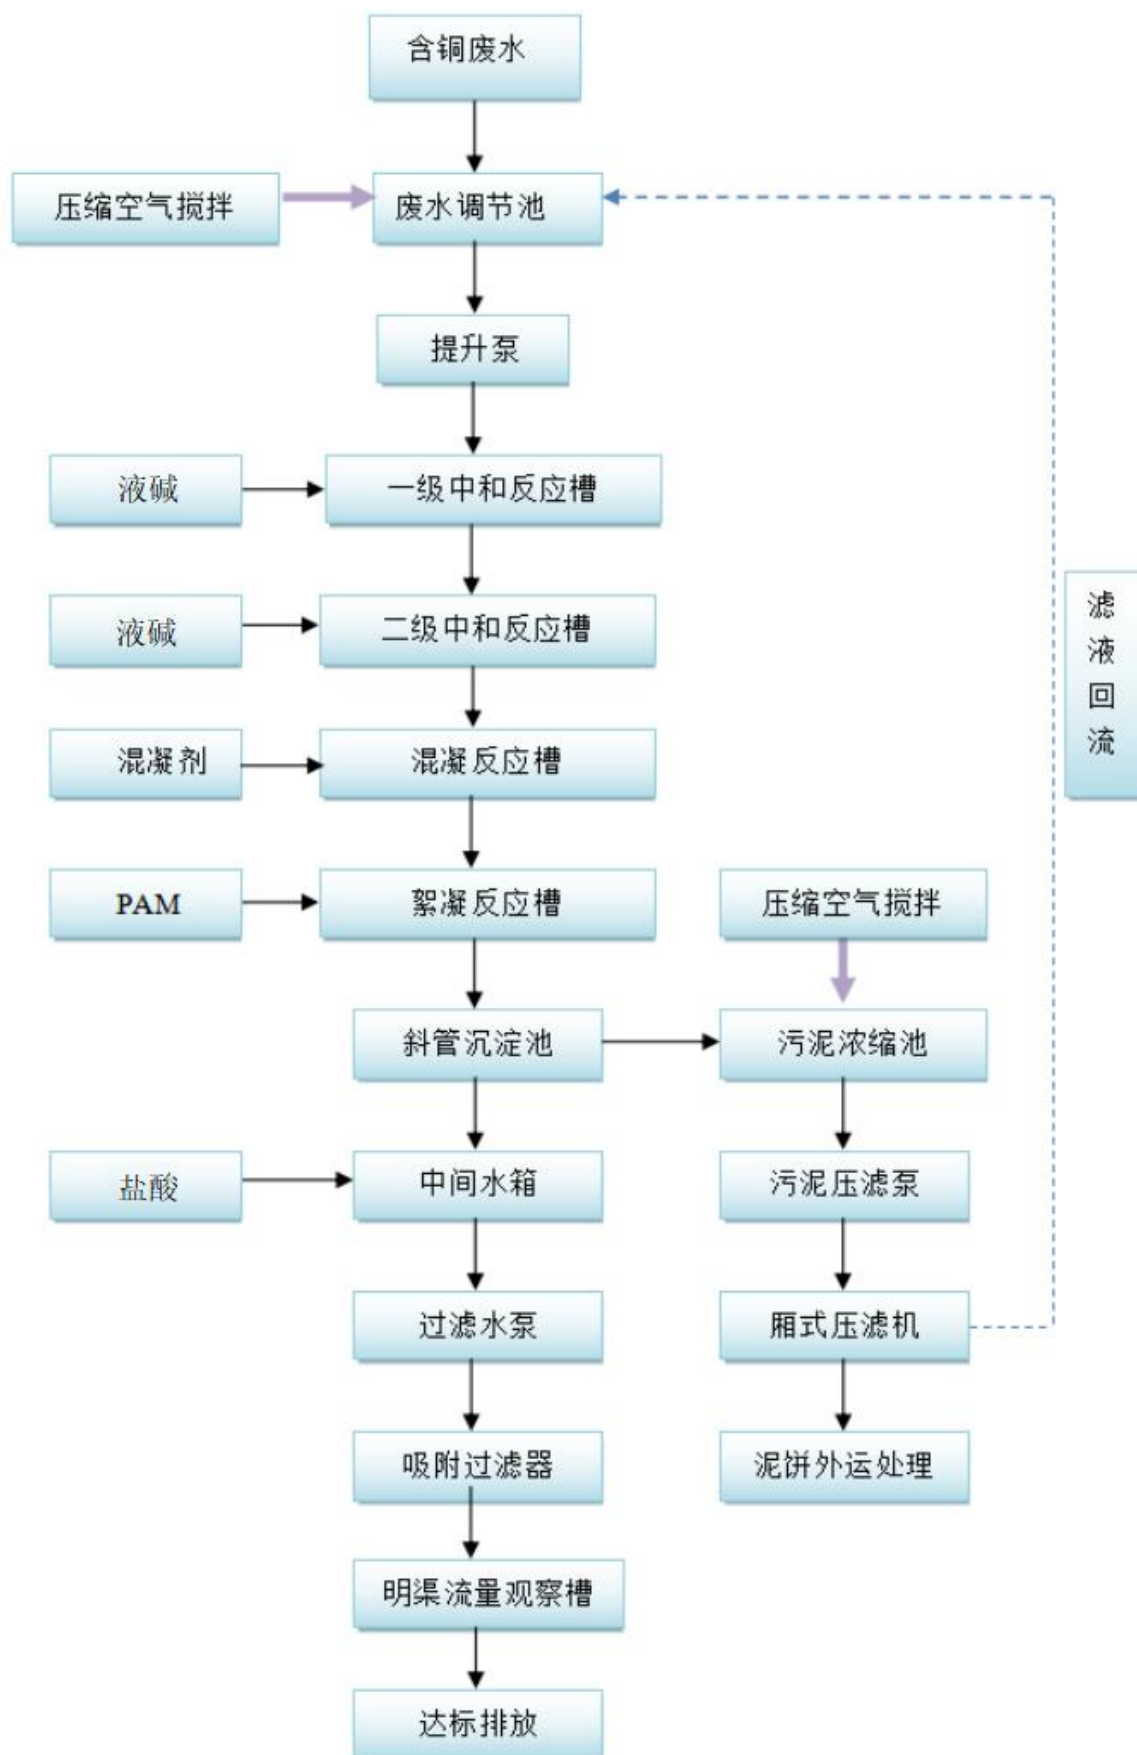 含铜废水
压缩空气搅拌
废水调节池
提升泵
液碱
一级中和反应槽
液碱
二级中和反应槽
滤
液
回
流
混凝剂
混凝反应槽
PAM
絮凝反应槽
压缩空气搅拌
斜管沉淀池
污泥浓缩池
盐酸
中间水箱
污泥压滤泵
过滤水泵
厢式压滤机
吸附过滤器
泥饼外运处理
明渠流量观察槽
达标排放